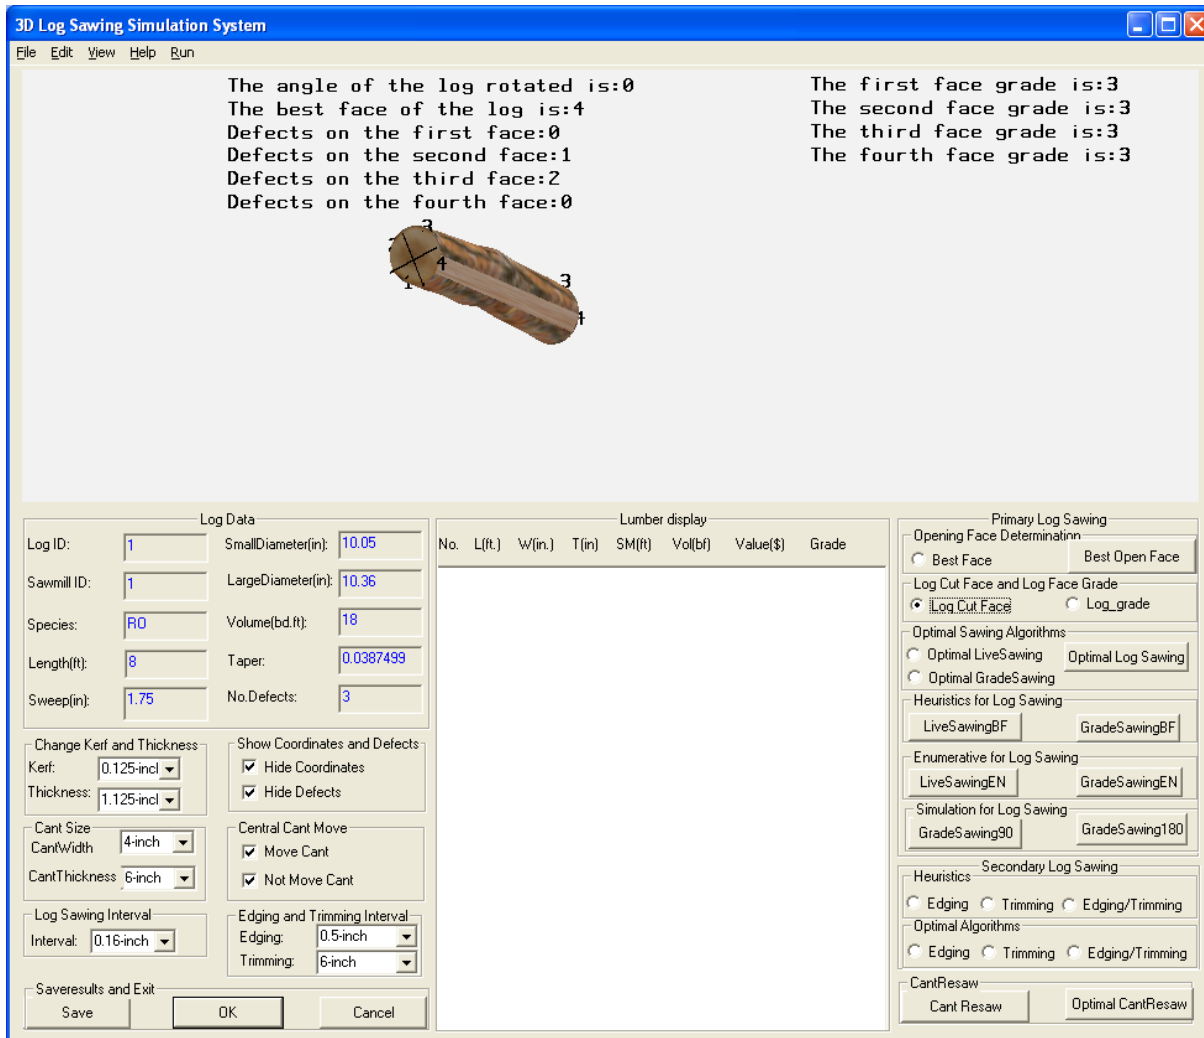 3D Log Sawing Simulation System
File Edit View Help Run
The angle of the log rotated is:0
The best face of the log is:4
Defects on the first face:0
Defects on the second face:1
Defects on the third face:2
Defects on the fourth face:0
The first face grade is:3
The second face grade is:3
The third face grade is:3
The fourth face grade is:3
3
2
4
1
3
4
Log Data
Log ID: 1 SmallDiameter(in): 10.05
Sawmill ID: 1 LargeDiameter(in): 10.36
Species: RO Volume(bd.ft): 18
Length(ft): 8 Taper: 0.0387499
Sweep(in): 1.75 No.Defects: 3
Change Kerf and Thickness
Kerf: 0.125-incl
Thickness: 1.125-incl
Show Coordinates and Defects
Hide Coordinates
Hide Defects
Cant Size
CantWidth 4-inch
CantThickness 6-inch
Central Cant Move
Move Cant
Not Move Cant
Log Sawing Interval
Interval: 0.16-inch
Edging and Trimming Interval
Edging: 0.5-inch
Trimming: 6-inch
Saveresults and Exit
Save OK Cancel
Lumber display
No. L(ft.) W(in.) T(in) SM(ft) Vol(bf) Value($) Grade
Primary Log Sawing
Opening Face Determination
Best Face Best Open Face
Log Cut Face and Log Face Grade
Log Cut Face Log_grade
Optimal Sawing Algorithms
Optimal LiveSawing Optimal Log Sawing
Optimal GradeSawing
Heuristics for Log Sawing
LiveSawingBF GradeSawingBF
Enumerative for Log Sawing
LiveSawingEN GradeSawingEN
Simulation for Log Sawing
GradeSawing90 GradeSawing180
Secondary Log Sawing
Heuristics
Edging Trimming Edging/Trimming
Optimal Algorithms
Edging Trimming Edging/Trimming
CantResaw
Cant Resaw Optimal CantResaw